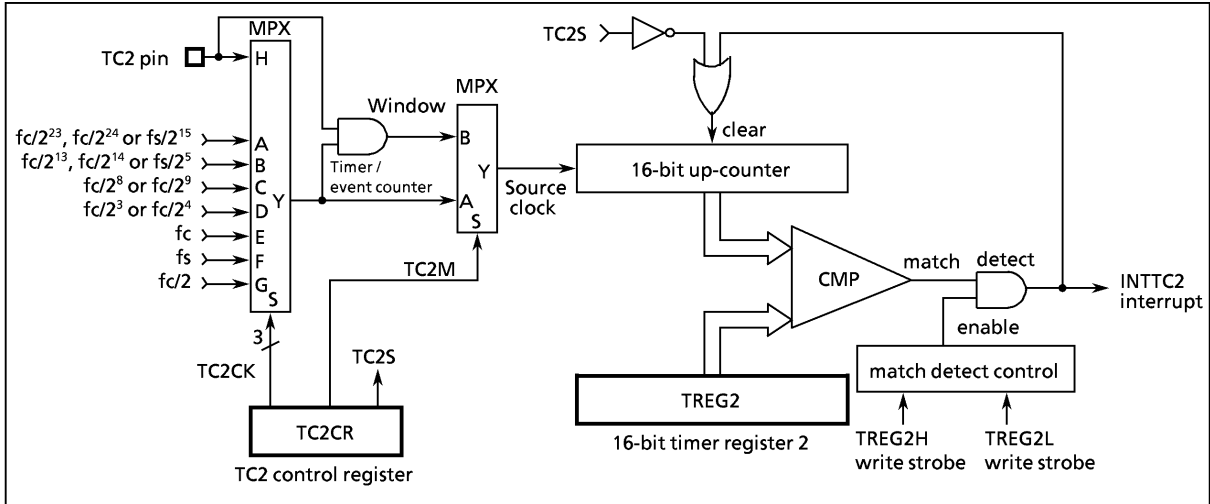 MPX
TC2 pin
H
fc/2²³, fc/2²⁴ or fs/2¹⁵
A
fc/2¹³, fc/2¹⁴ or fs/2⁵
B
fc/2⁸ or fc/2⁹
C
Y
fc/2³ or fc/2⁴
D
fc
E
fs
F
fc/2
G
S
3
TC2CK
Window
Timer /
event counter
MPX
B
Y
A
S
TC2M
TC2S
TC2CR
TC2 control register
Source
clock
TC2S
clear
16-bit up-counter
CMP
match
detect
enable
INTTC2
interrupt
match detect control
TREG2
16-bit timer register 2
TREG2H
write strobe
TREG2L
write strobe